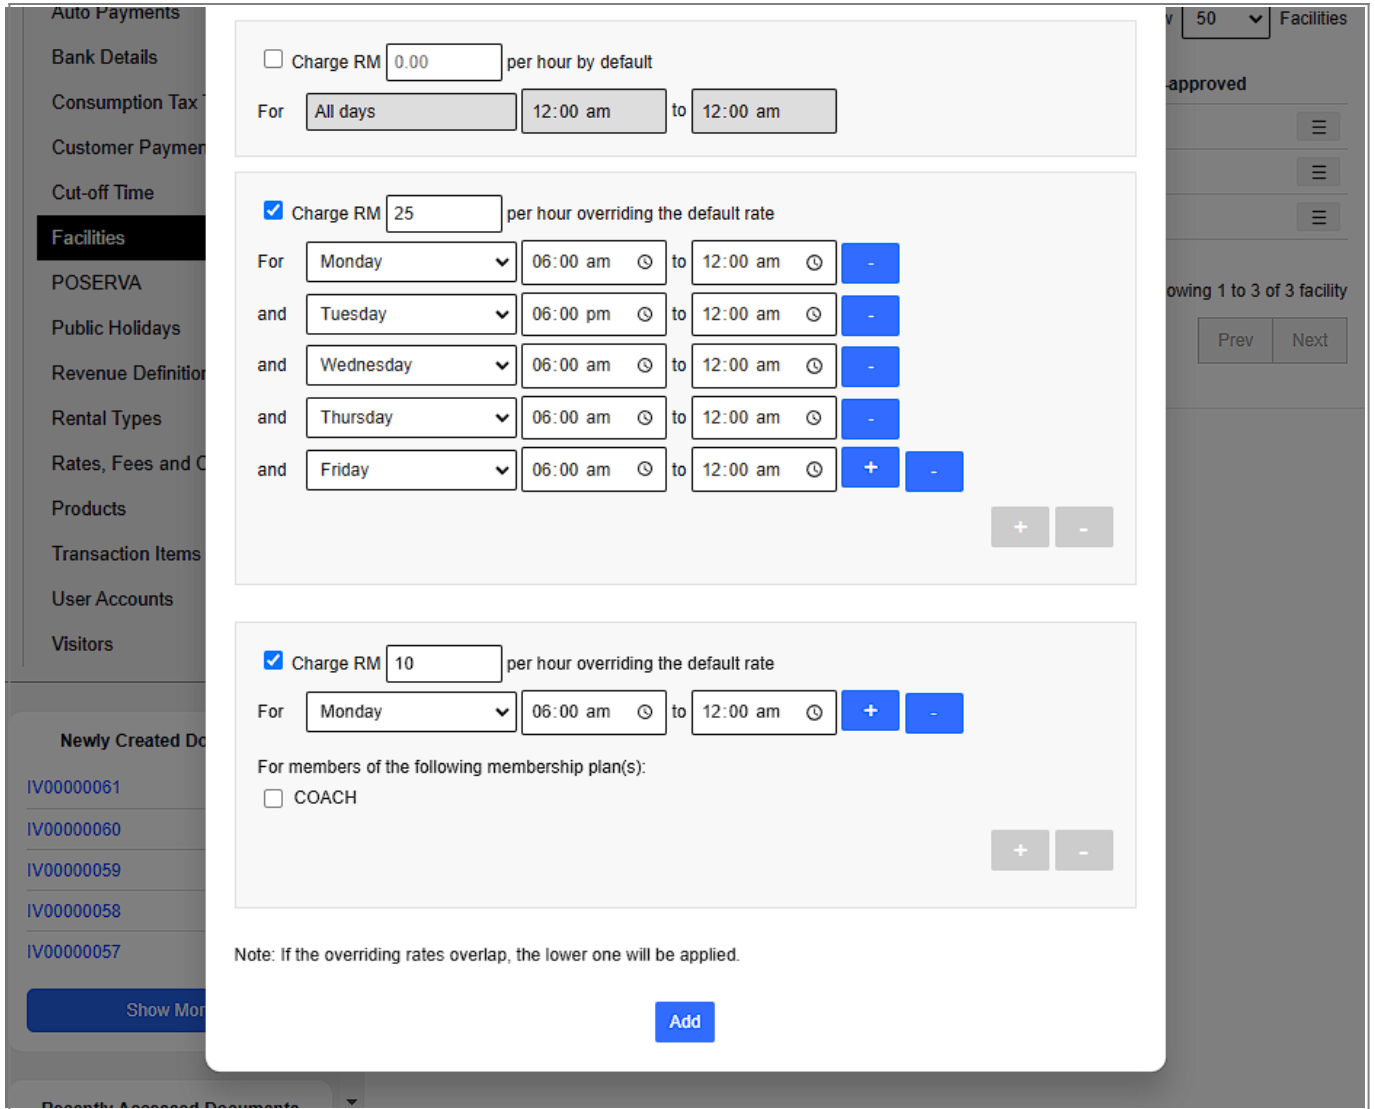 Auto Payments
Bank Details
Consumption Tax
Customer Paymen
Cut-off Time
Facilities
POSERVA
Public Holidays
Revenue Definition
Rental Types
Rates, Fees and
Products
Transaction Items
User Accounts
Visitors
Newly Created Do
IV00000061
IV00000060
IV00000059
IV00000058
IV00000057
Show Mor
Recently Accessed Documents
Charge RM 0.00 per hour by default
For All days 12:00 am to 12:00 am
Charge RM 25 per hour overriding the default rate
For Monday 06:00 am to 12:00 am -
and Tuesday 06:00 pm to 12:00 am -
and Wednesday 06:00 am to 12:00 am -
and Thursday 06:00 am to 12:00 am -
and Friday 06:00 am to 12:00 am + -
+ -
Charge RM 10 per hour overriding the default rate
For Monday 06:00 am to 12:00 am + -
For members of the following membership plan(s):
COACH
+ -
Note: If the overriding rates overlap, the lower one will be applied.
Add
50 Facilities
approved
owing 1 to 3 of 3 facility
Prev Next